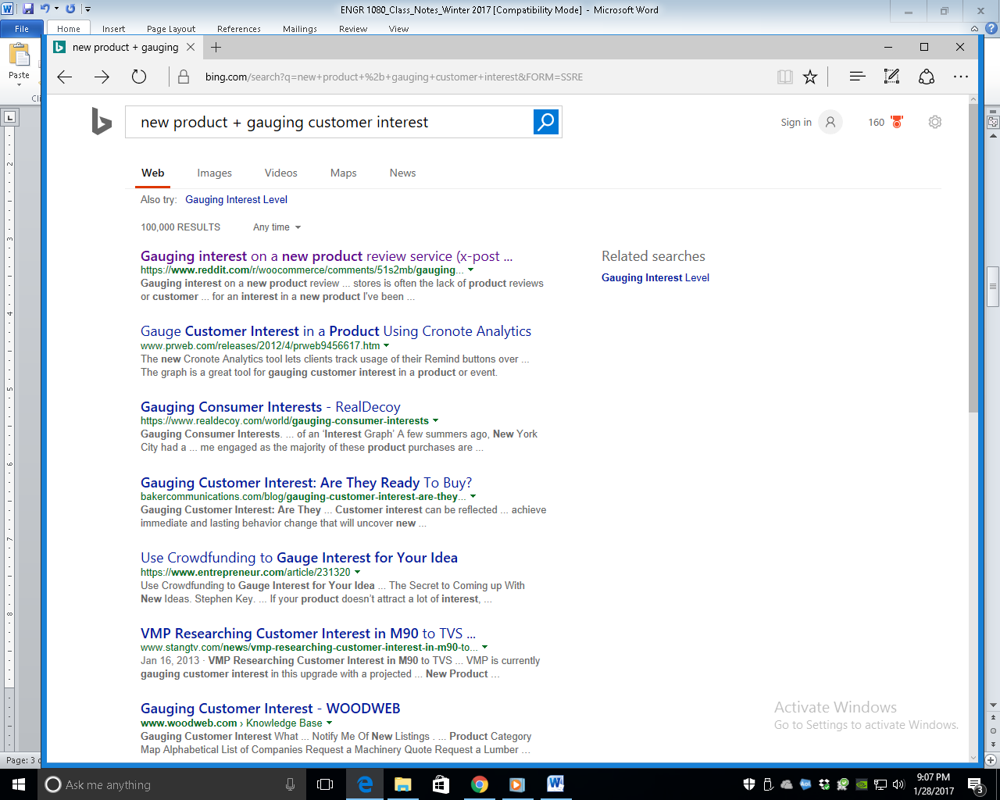 ENGR 1080_Class_Notes_Winter 2017 [Compatibility Mode] - Microsoft Word
File Home Insert Page Layout References Mailings Review View
new product + gauging
Paste
bing.com/search?q=new+product+%2b+gauging+customer+interest&FORM=SSRE
Cli
new product + gauging customer interest
Sign in 160
Web Images Videos Maps News
Also try: Gauging Interest Level
100,000 RESULTS Any time
Gauging interest on a new product review service (x-post ...
https://www.reddit.com/r/woocommerce/comments/51s2mb/gauging...
Gauging interest on a new product review ... stores is often the lack of product reviews
or customer ... for an interest in a new product I've been ...
Related searches
Gauging Interest Level
Gauge Customer Interest in a Product Using Cronote Analytics
www.prweb.com/releases/2012/4/prweb9456617.htm
The new Cronote Analytics tool lets clients track usage of their Remind buttons over ...
The graph is a great tool for gauging customer interest in a product or event.
Gauging Consumer Interests - RealDecoy
https://www.realdecoy.com/world/gauging-consumer-interests
Gauging Consumer Interests. ... of an ‘Interest Graph’ A few summers ago, New York
City had a ... me engaged as the majority of these product purchases are ...
Gauging Customer Interest: Are They Ready To Buy?
bakercommunications.com/blog/gauging-customer-interest-are-they...
Gauging Customer Interest: Are They ... Customer interest can be reflected ... achieve
immediate and lasting behavior change that will uncover new ...
Use Crowdfunding to Gauge Interest for Your Idea
https://www.entrepreneur.com/article/231320
Use Crowdfunding to Gauge Interest for Your Idea ... The Secret to Coming up With
New Ideas. Stephen Key. ... If your product doesn’t attract a lot of interest, ...
VMP Researching Customer Interest in M90 to TVS ...
www.stangtv.com/news/vmp-researching-customer-interest-in-m90-to...
Jan 16, 2013 · VMP Researching Customer Interest in M90 to TVS ... VMP is currently
gauging customer interest in this upgrade with a projected ... New Product ...
Gauging Customer Interest - WOODWEB
www.woodweb.com › Knowledge Base
Gauging Customer Interest What ... Notify Me Of New Listings . ... Product Category
Map Alphabetical List of Companies Request a Machinery Quote Request a Lumber ...
Activate Windows
Go to Settings to activate Windows.
2
3
4
5
6
7
8
Page: 3 o
Ask me anything
9:07 PM
1/28/2017
3